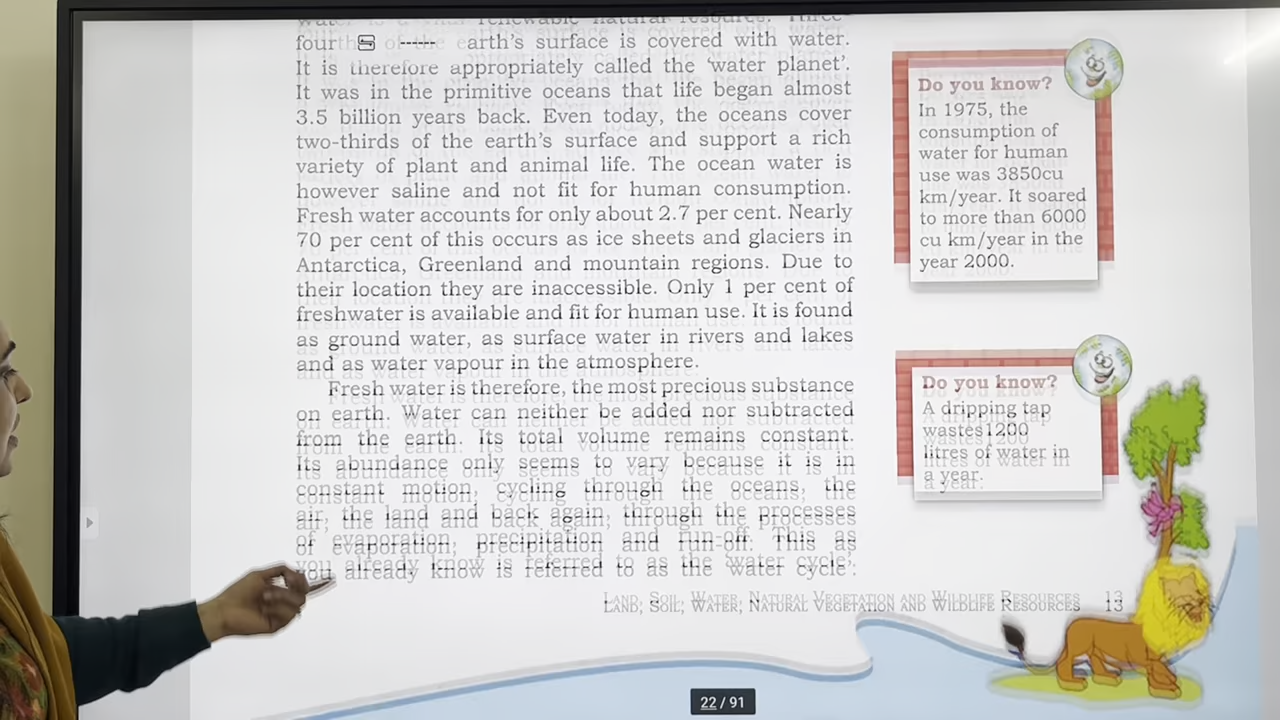 water is a vital renewable natural resource. Three-
fourth of earth's surface is covered with water.
It is therefore appropriately called the 'water planet'.
It was in the primitive oceans that life began almost
3.5 billion years back. Even today, the oceans cover
two-thirds of the earth's surface and support a rich
variety of plant and animal life. The ocean water is
however saline and not fit for human consumption.
Fresh water accounts for only about 2.7 per cent. Nearly
70 per cent of this occurs as ice sheets and glaciers in
Antarctica, Greenland and mountain regions. Due to
their location they are inaccessible. Only 1 per cent of
freshwater is available and fit for human use. It is found
as ground water, as surface water in rivers and lakes
and as water vapour in the atmosphere.
Fresh water is therefore, the most precious substance
on earth. Water can neither be added nor subtracted
from the earth. Its total volume remains constant.
Its abundance only seems to vary because it is in
constant motion, cycling through the oceans, the
air, the land and back again, through the processes
of evaporation, precipitation and run-off. This as
you already know is referred to as the 'water cycle'.
Do you know?
In 1975, the
consumption of
water for human
use was 3850cu
km/year. It soared
to more than 6000
cu km/year in the
year 2000.
Do you know?
A dripping tap
wastes1200
litres of water in
a year.
Land, Soil, Water, Natural Vegetation and Wildlife Resources 13
22 / 91